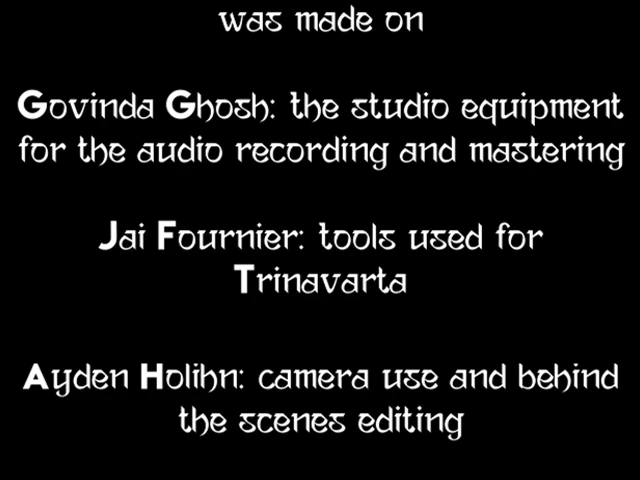 was made on
Govinda Ghosh: the studio equipment
for the audio recording and mastering
Jai Fournier: tools used for
Trinavarta
Ayden Holihn: camera use and behind
the scenes editing